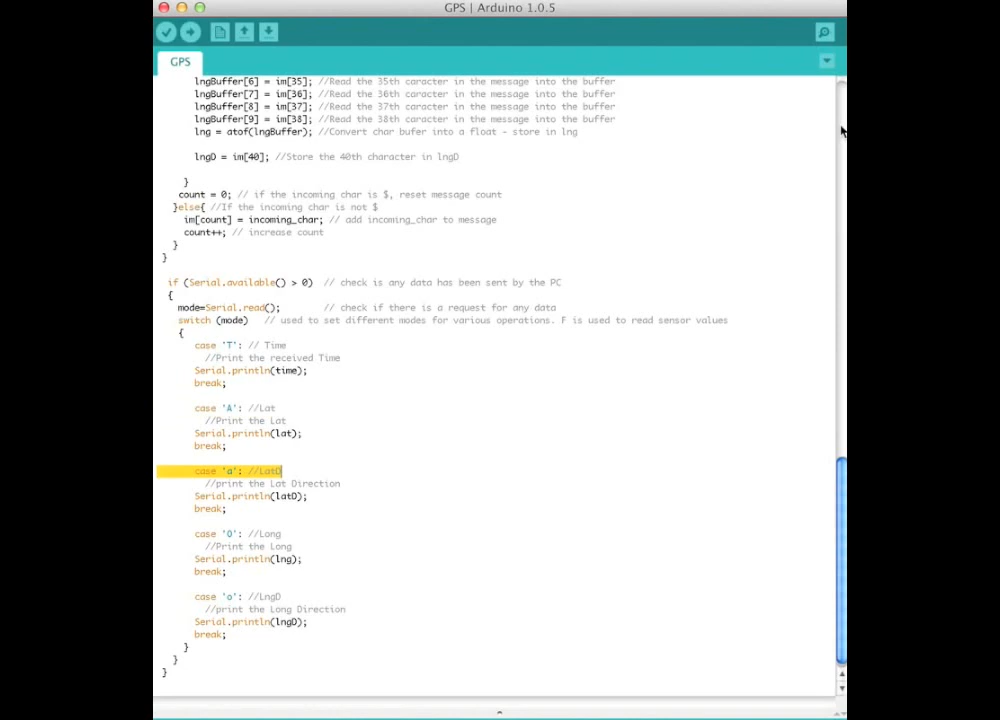 GPS | Arduino 1.0.5
GPS
lngBuffer[6] = im[35]; //Read the 35th caracter in the message into the buffer
lngBuffer[7] = im[36]; //Read the 36th caracter in the message into the buffer
lngBuffer[8] = im[37]; //Read the 37th caracter in the message into the buffer
lngBuffer[9] = im[38]; //Read the 38th caracter in the message into the buffer
lng = atof(lngBuffer); //Convert char bufer into a float - store in lng
lngD = im[40]; //Store the 40th character in lngD
}
count = 0; // if the incoming char is $, reset message count
}else{ //If the incoming char is not $
im[count] = incoming_char; // add incoming_char to message
count++; // increase count
}
}
if (Serial.available() > 0) // check is any data has been sent by the PC
{
mode=Serial.read(); // check if there is a request for any data
switch (mode) // used to set different modes for various operations. F is used to read sensor values
{
case 'T': // Time
//Print the received Time
Serial.println(time);
break;
case 'A': //Lat
//Print the Lat
Serial.println(lat);
break;
case 'a': //LatD
//print the Lat Direction
Serial.println(latD);
break;
case 'O': //Long
//Print the Long
Serial.println(lng);
break;
case 'o': //LngD
//print the Long Direction
Serial.println(lngD);
break;
}
}
}